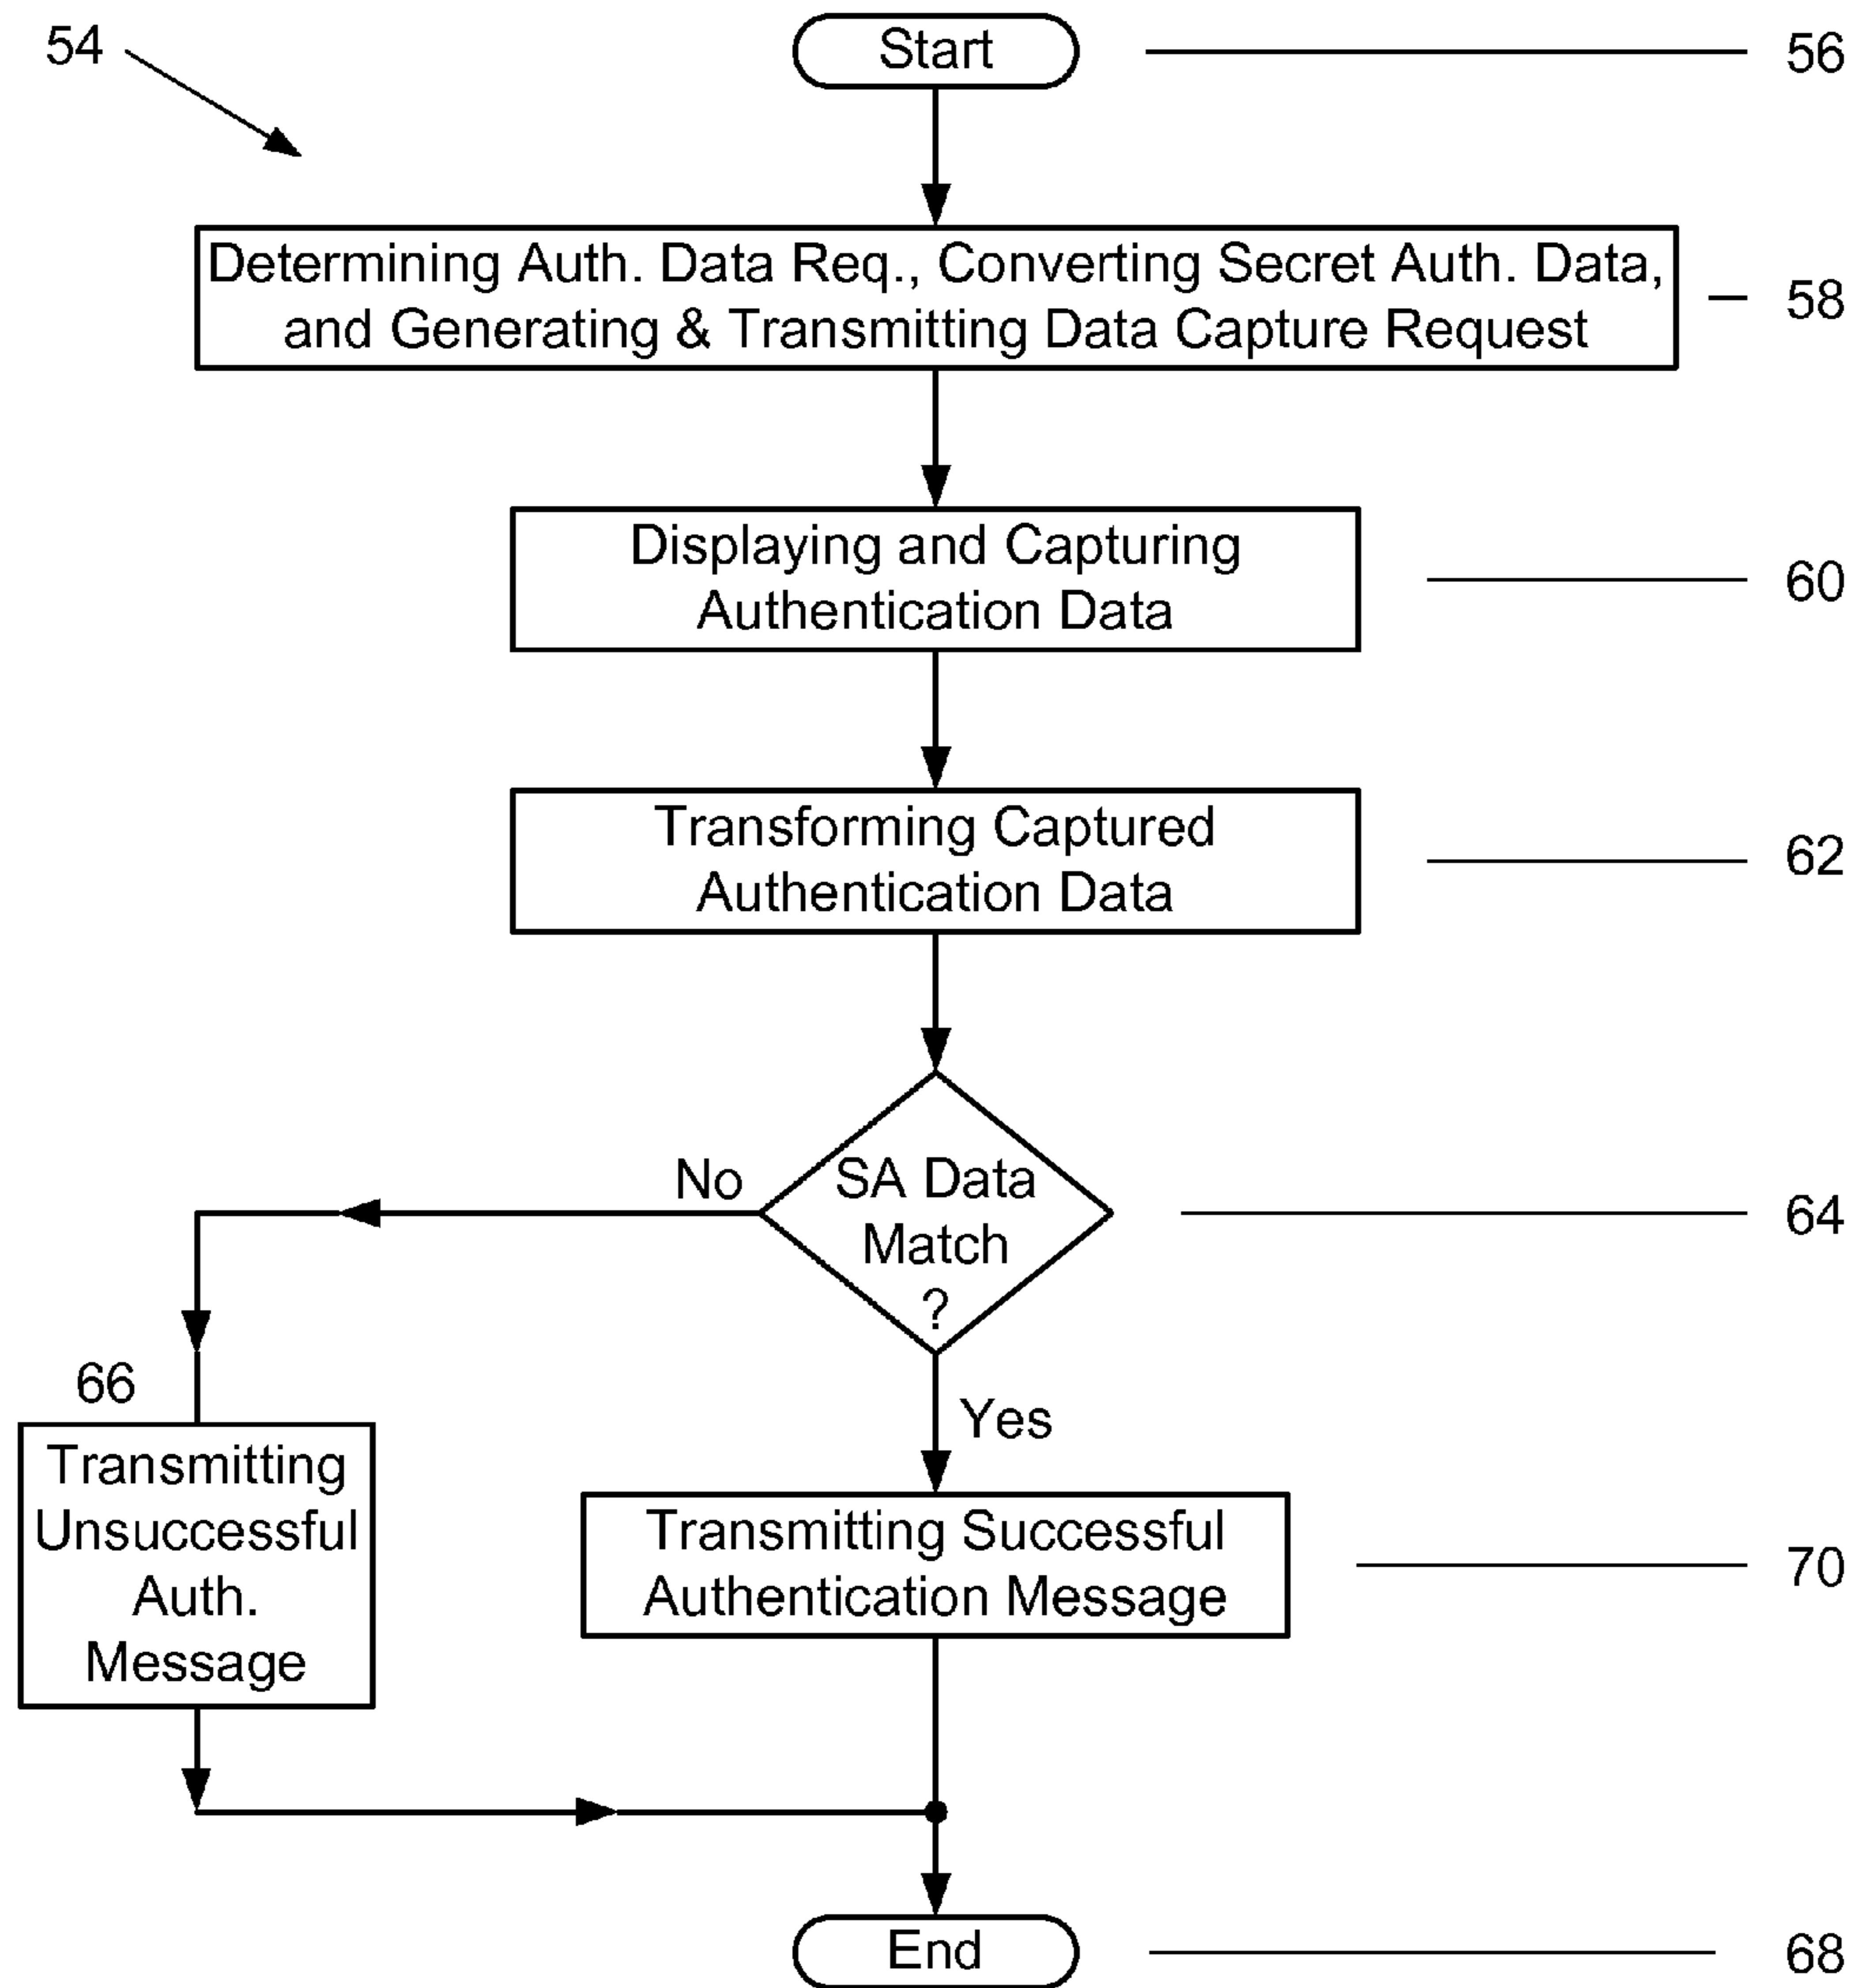 54
Start
56
Determining Auth. Data Req., Converting Secret Auth. Data,
and Generating & Transmitting Data Capture Request
58
Displaying and Capturing
Authentication Data
60
Transforming Captured
Authentication Data
62
No
SA Data
Match
?
64
66
Yes
Transmitting
Unsuccessful
Auth.
Message
Transmitting Successful
Authentication Message
70
End
68